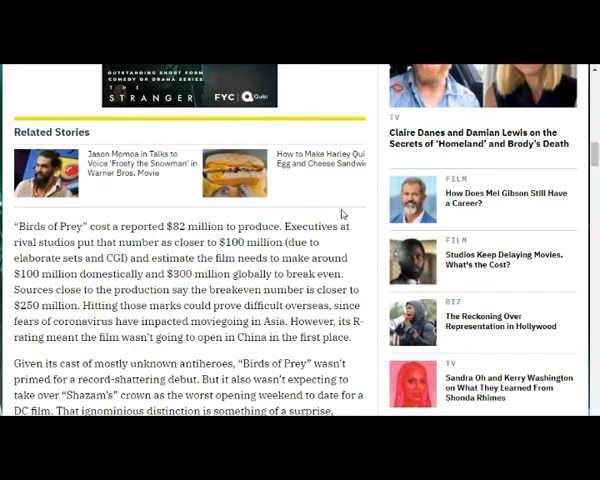 OUTSTANDING SHORT FORM
COMEDY OR DRAMA SERIES
THE
STRANGER
FYC
Quibi
Related Stories
Jason Momoa in Talks to
Voice 'Frosty the Snowman' in
Warner Bros. Movie
How to Make Harley Qui
Egg and Cheese Sandwic
"Birds of Prey" cost a reported $82 million to produce. Executives at
rival studios put that number as closer to $100 million (due to
elaborate sets and CGI) and estimate the film needs to make around
$100 million domestically and $300 million globally to break even.
Sources close to the production say the breakeven number is closer to
$250 million. Hitting those marks could prove difficult overseas, since
fears of coronavirus have impacted moviegoing in Asia. However, its R-
rating meant the film wasn't going to open in China in the first place.
Given its cast of mostly unknown antiheroes, "Birds of Prey" wasn't
primed for a record-shattering debut. But it also wasn't expecting to
take over "Shazam's" crown as the worst opening weekend to date for a
DC film. That ignominious distinction is something of a surprise,
TV
Claire Danes and Damian Lewis on the
Secrets of 'Homeland' and Brody's Death
FILM
How Does Mel Gibson Still Have
a Career?
FILM
Studios Keep Delaying Movies.
What's the Cost?
BIZ
The Reckoning Over
Representation in Hollywood
TV
Sandra Oh and Kerry Washington
on What They Learned From
Shonda Rhimes